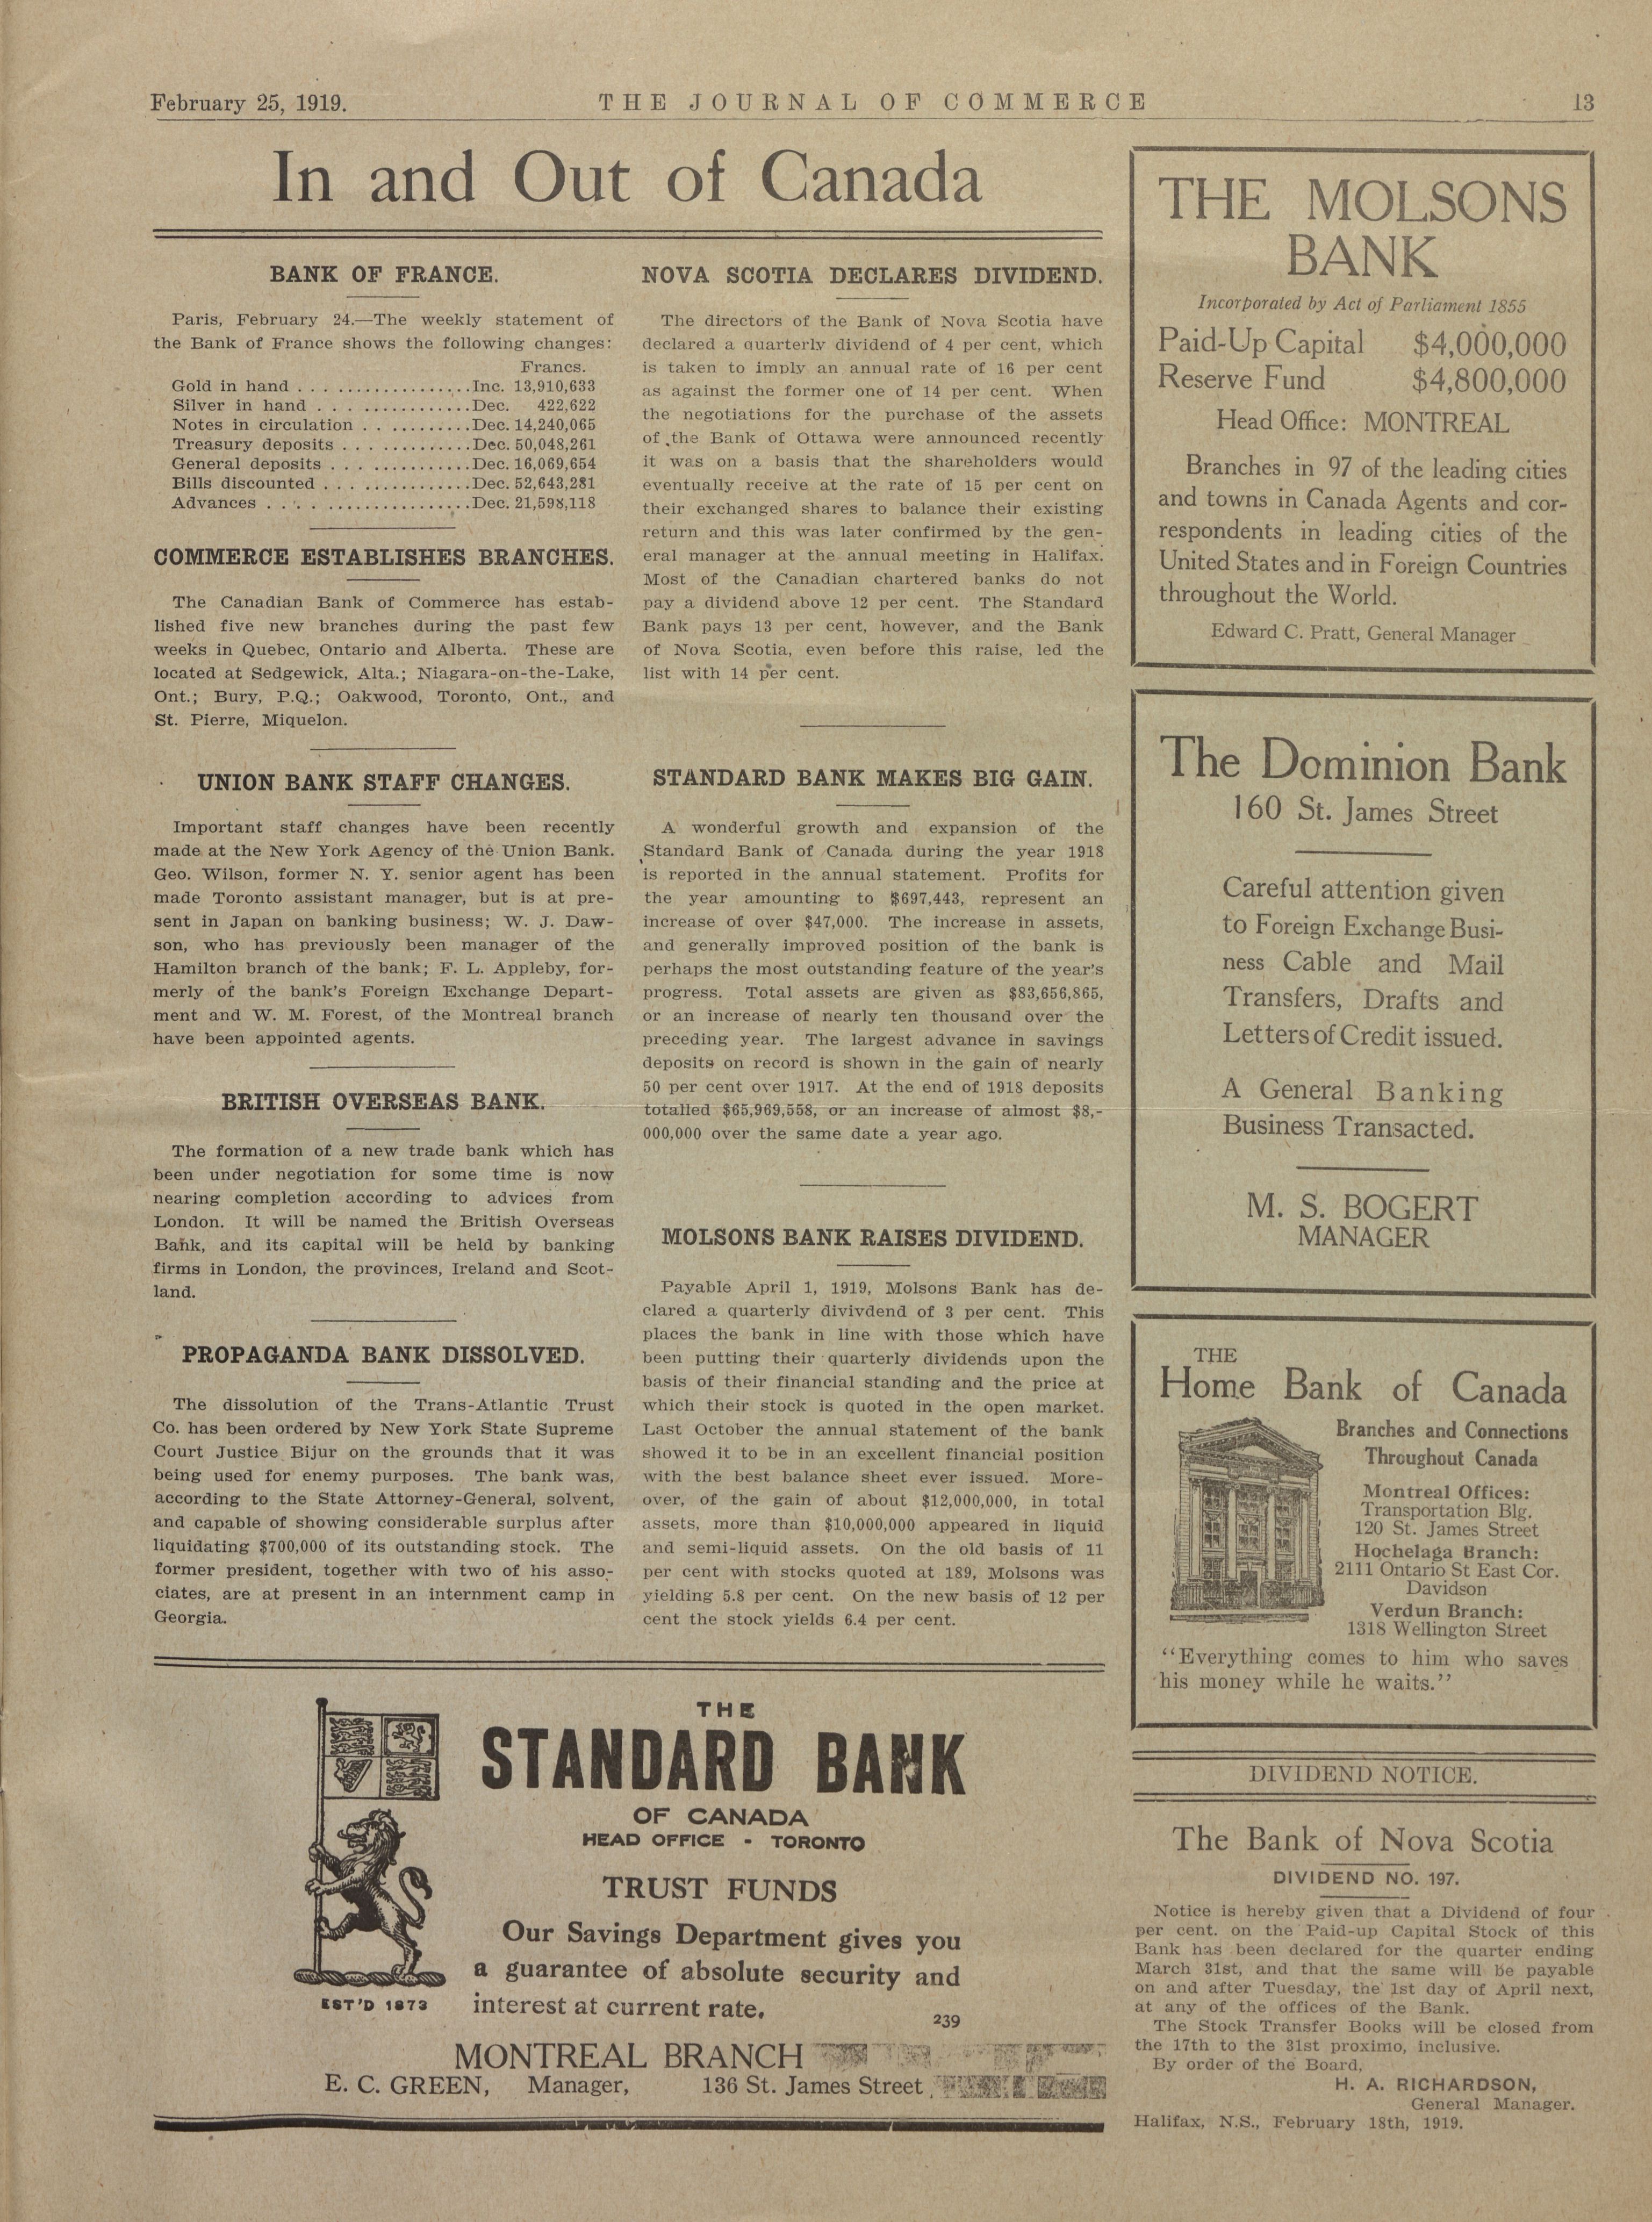 February 25, 1919.
THE JOURNAL OF COMMERCE
13
In and Out of Canada
BANK OF FRANCE.
Paris, February 24.—The weekly statement of
the Bank of France shows the following changes:
Francs.
Gold in hand . . . ..................Inc. 13,910,633
Silver in hand . . . ..............Dec. 422,622
Notes in circulation . . ..........Dec. 14,240,065
Treasury deposits . . . ...........Dec. 50,048,261
General deposits . . . ............Dec. 16,069,654
Bills discounted . . . .............Dec. 52,643,281
Advances . . . . .................Dec. 21,598,118
COMMERCE ESTABLISHES BRANCHES.
The Canadian Bank of Commerce has estab-
lished five new branches during the past few
weeks in Quebec, Ontario and Alberta. These are
located at Sedgewick, Alta.; Niagara-on-the-Lake,
Ont.; Bury, P.Q.; Oakwood, Toronto, Ont., and
St. Pierre, Miquelon.
UNION BANK STAFF CHANGES.
Important staff changes have been recently
made at the New York Agency of the Union Bank.
Geo. Wilson, former N. Y. senior agent has been
made Toronto assistant manager, but is at pre-
sent in Japan on banking business; W. J. Daw-
son, who has previously been manager of the
Hamilton branch of the bank; F. L. Appleby, for-
merly of the bank's Foreign Exchange Depart-
ment and W. M. Forest, of the Montreal branch
have been appointed agents.
BRITISH OVERSEAS BANK.
The formation of a new trade bank which has
been under negotiation for some time is now
nearing completion according to advices from
London. It will be named the British Overseas
Bank, and its capital will be held by banking
firms in London, the provinces, Ireland and Scot-
land.
PROPAGANDA BANK DISSOLVED.
The dissolution of the Trans-Atlantic Trust
Co. has been ordered by New York State Supreme
Court Justice Bijur on the grounds that it was
being used for enemy purposes. The bank was,
according to the State Attorney-General, solvent,
and capable of showing considerable surplus after
liquidating $700,000 of its outstanding stock. The
former president, together with two of his asso-
ciates, are at present in an internment camp in
Georgia.
NOVA SCOTIA DECLARES DIVIDEND.
The directors of the Bank of Nova Scotia have
declared a quarterly dividend of 4 per cent, which
is taken to imply an annual rate of 16 per cent
as against the former one of 14 per cent. When
the negotiations for the purchase of the assets
of the Bank of Ottawa were announced recently
it was on a basis that the shareholders would
eventually receive at the rate of 15 per cent on
their exchanged shares to balance their existing
return and this was later confirmed by the gen-
eral manager at the annual meeting in Halifax.
Most of the Canadian chartered banks do not
pay a dividend above 12 per cent. The Standard
Bank pays 13 per cent, however, and the Bank
of Nova Scotia, even before this raise, led the
list with 14 per cent.
STANDARD BANK MAKES BIG GAIN.
A wonderful growth and expansion of the
Standard Bank of Canada during the year 1918
is reported in the annual statement. Profits for
the year amounting to $697,443, represent an
increase of over $47,000. The increase in assets,
and generally improved position of the bank is
perhaps the most outstanding feature of the year's
progress. Total assets are given as $83,656,865,
or an increase of nearly ten thousand over the
preceding year. The largest advance in savings
deposits on record is shown in the gain of nearly
50 per cent over 1917. At the end of 1918 deposits
totalled $65,969,558, or an increase of almost $8,-
000,000 over the same date a year ago.
MOLSONS BANK RAISES DIVIDEND.
Payable April 1, 1919, Molsons Bank has de-
clared a quarterly divivdend of 3 per cent. This
places the bank in line with those which have
been putting their quarterly dividends upon the
basis of their financial standing and the price at
which their stock is quoted in the open market.
Last October the annual statement of the bank
showed it to be in an excellent financial position
with the best balance sheet ever issued. More-
over, of the gain of about $12,000,000, in total
assets, more than $10,000,000 appeared in liquid
and semi-liquid assets. On the old basis of 11
per cent with stocks quoted at 189, Molsons was
yielding 5.8 per cent. On the new basis of 12 per
cent the stock yields 6.4 per cent.
THE
STANDARD BANK
OF CANADA
HEAD OFFICE - TORONTO
TRUST FUNDS
Our Savings Department gives you
a guarantee of absolute security and
interest at current rate.
EST'D 1873
239
MONTREAL BRANCH
E. C. GREEN, Manager, 136 St. James Street
THE MOLSONS
BANK
Incorporated by Act of Parliament 1855
Paid-Up Capital $4,000,000
Reserve Fund $4,800,000
Head Office: MONTREAL
Branches in 97 of the leading cities
and towns in Canada Agents and cor-
respondents in leading cities of the
United States and in Foreign Countries
throughout the World.
Edward C. Pratt, General Manager
The Dominion Bank
160 St. James Street
Careful attention given
to Foreign Exchange Busi-
ness Cable and Mail
Transfers, Drafts and
Letters of Credit issued.
A General Banking
Business Transacted.
M. S. BOGERT
MANAGER
THE
Home Bank of Canada
Branches and Connections
Throughout Canada
Montreal Offices:
Transportation Blg.
120 St. James Street
Hochelaga Branch:
2111 Ontario St East Cor.
Davidson
Verdun Branch:
1318 Wellington Street
"Everything comes to him who saves
his money while he waits."
DIVIDEND NOTICE.
The Bank of Nova Scotia
DIVIDEND NO. 197.
Notice is hereby given that a Dividend of four
per cent. on the Paid-up Capital Stock of this
Bank has been declared for the quarter ending
March 31st, and that the same will be payable
on and after Tuesday, the 1st day of April next,
at any of the offices of the Bank.
The Stock Transfer Books will be closed from
the 17th to the 31st proximo, inclusive.
By order of the Board,
H. A. RICHARDSON,
General Manager.
Halifax, N.S., February 18th, 1919.